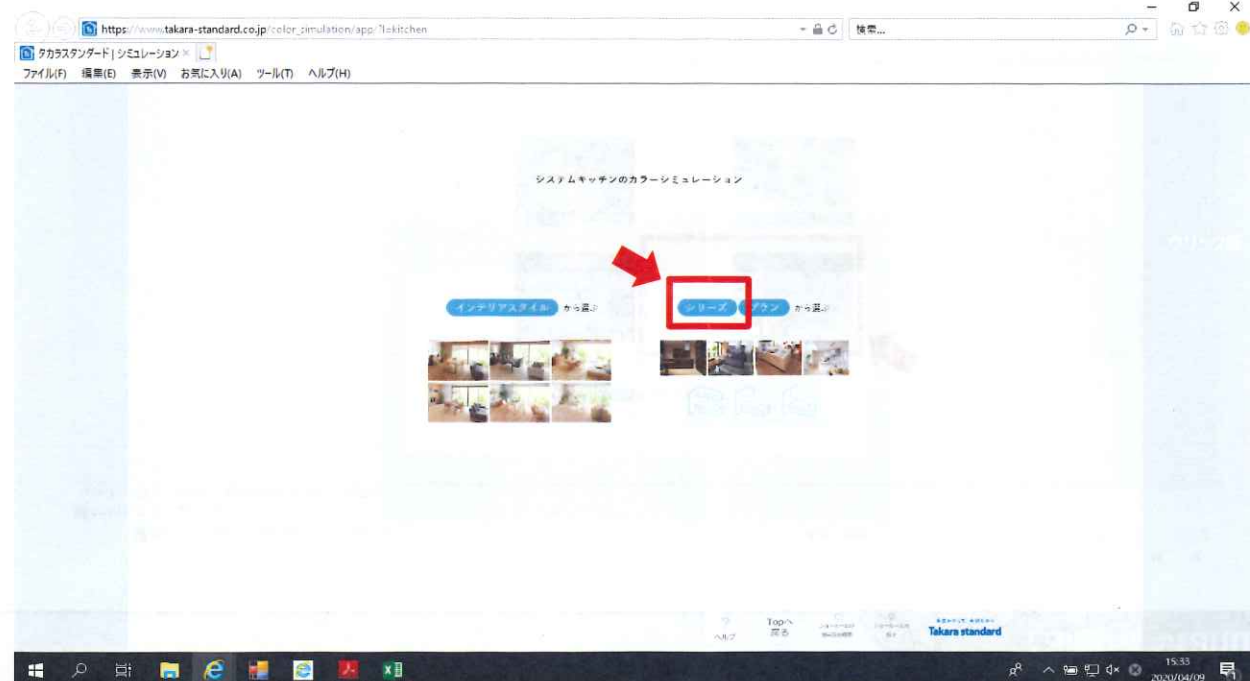 https://www.takara-standard.co.jp/color_simulation/app/?lskitchen
検索...
タカラスタンダード | シミュレーション ×
ファイル(F) 編集(E) 表示(V) お気に入り(A) ツール(T) ヘルプ(H)
システムキッチンのカラーシミュレーション
インテリアスタイル から選ぶ
シリーズ プラン から選ぶ
ヘルプ
Topへ
戻る
Takara standard
15:33
2020/04/09